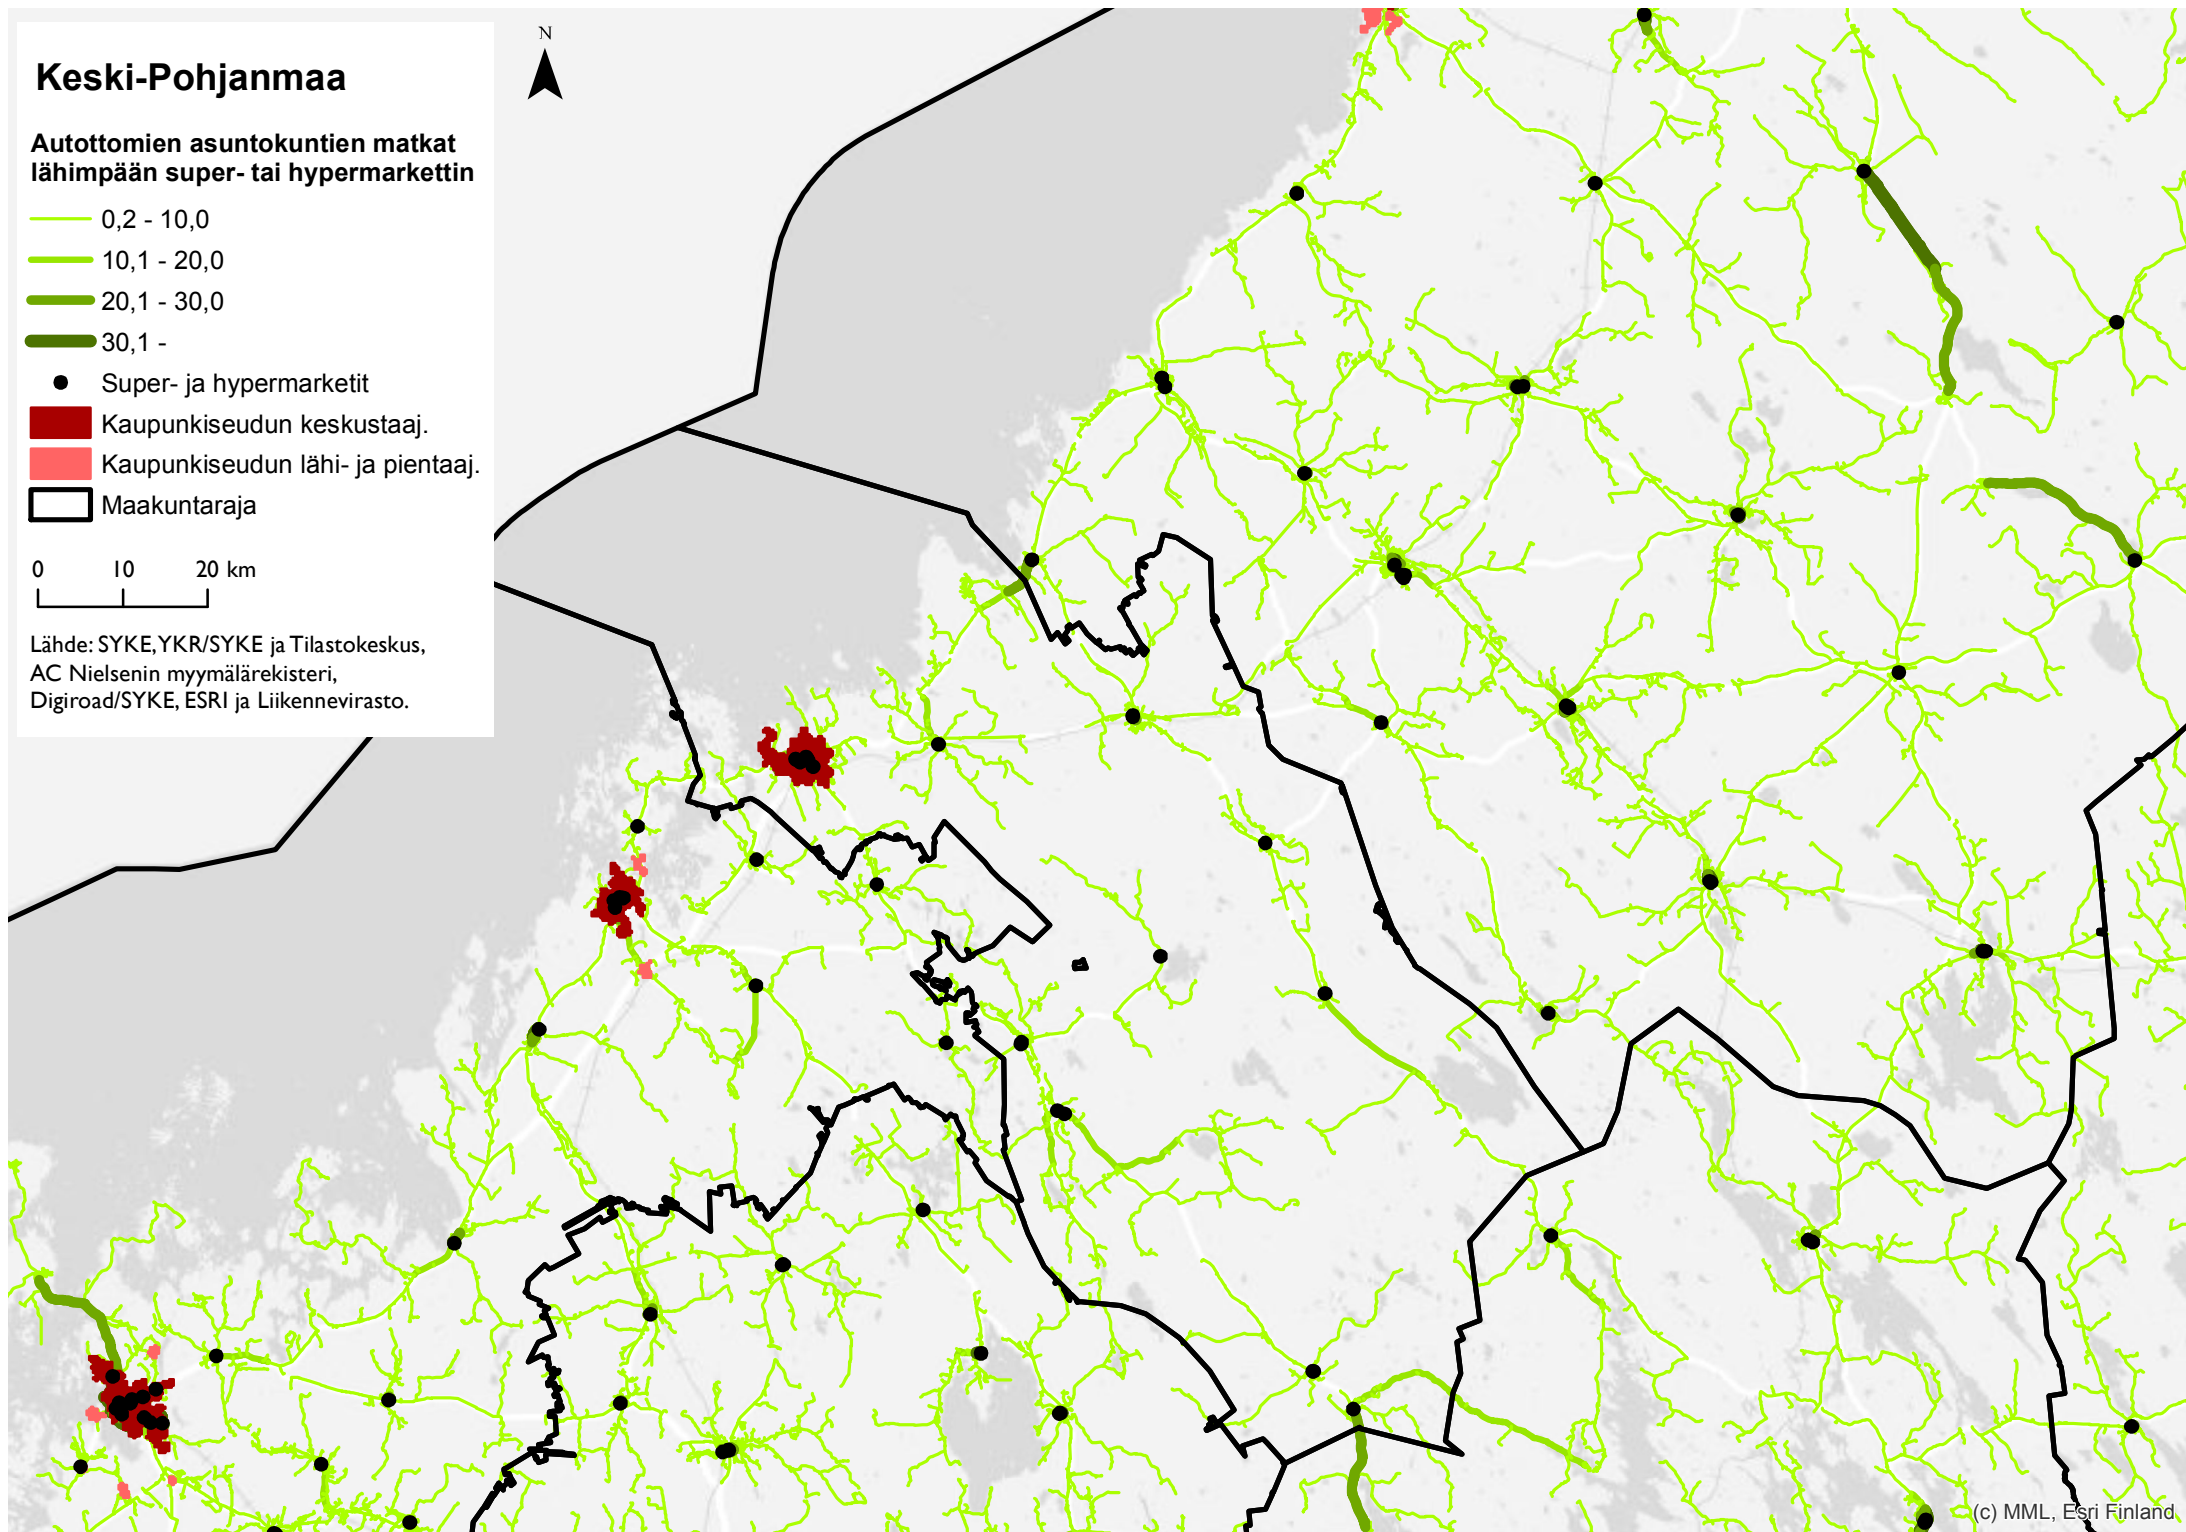 Keski-Pohjanmaa
Autottomien asuntokuntien matkat
lähimpään super- tai hypermarkettin
0,2 - 10,0
10,1 - 20,0
20,1 - 30,0
30,1 -
Super- ja hypermarketit
Kaupunkiseudun keskustaaj.
Kaupunkiseudun lähi- ja pientaaj.
Maakuntaraja
0 10 20 km
Lähde: SYKE, YKR/SYKE ja Tilastokeskus,
AC Nielsenin myymälärekisteri,
Digiroad/SYKE, ESRI ja Liikennevirasto.
N
(c) MML, Esri Finland